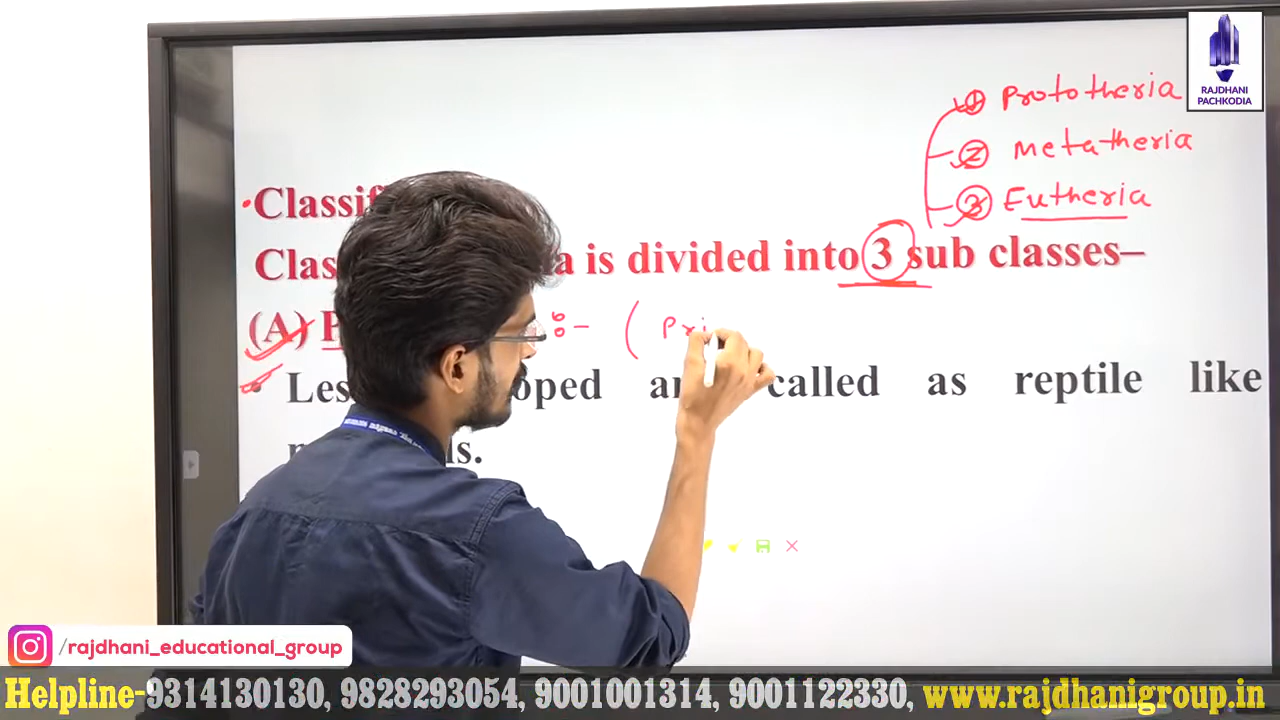 ① Prototheria
② Metatheria
③ Eutheria
RAJDHANI
PACHKODIA
• Classif
Clas a is divided into 3 sub classes–
(A) P :- ( Pri
• Les oped an called as reptile like
ls.
/rajdhani_educational_group
Helpline-9314130130, 9828293054, 9001001314, 9001122330, www.rajdhanigroup.in